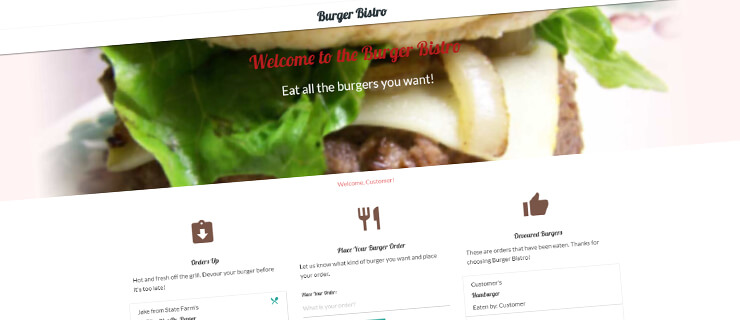 Burger Bistro
Welcome to the Burger Bistro
Eat all the burgers you want!
Welcome, Customer!
Orders Up
Hot and fresh off the grill. Devour your burger before
it's too late!
Jake from State Farm's
Burger
Place Your Burger Order
Let us know what kind of burger you want and place
your order.
Place Your Order:
What is your order?
Devoured Burgers
These are orders that have been eaten. Thanks for
choosing Burger Bistro!
Customer's
Hamburger
Eaten by: Customer